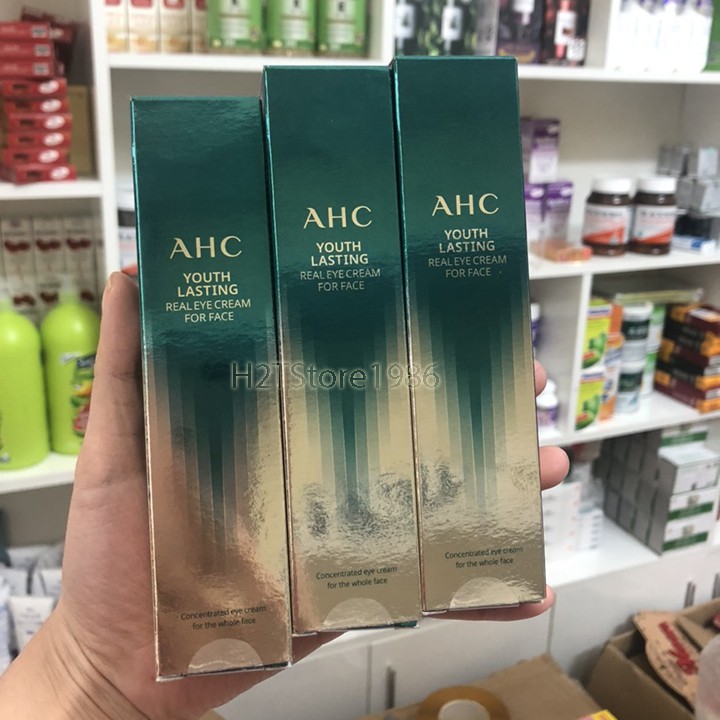 AHC
YOUTH
LASTING
REAL EYE CREAM
FOR FACE
Concentrated eye cream
for the whole face
AHC
YOUTH
LASTING
REAL EYE CREAM
FOR FACE
Concentrated eye cream
for the whole face
AHC
YOUTH
LASTING
REAL EYE CREAM
FOR FACE
Concentrated eye cream
for the whole face
H2TStore1986